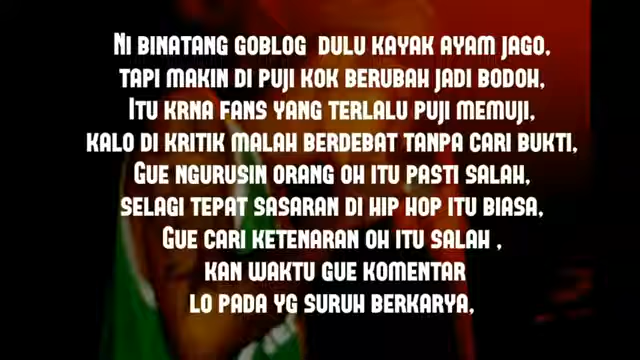 Ni binatang goblog dulu kayak ayam jago,
tapi makin di puji kok berubah jadi bodoh,
Itu krna fans yang terlalu puji memuji,
kalo di kritik malah berdebat tanpa cari bukti,
Gue ngurusin orang oh itu pasti salah,
selagi tepat sasaran di hip hop itu biasa,
Gue cari ketenaran oh itu salah ,
kan waktu gue komentar
lo pada yg suruh berkarya,